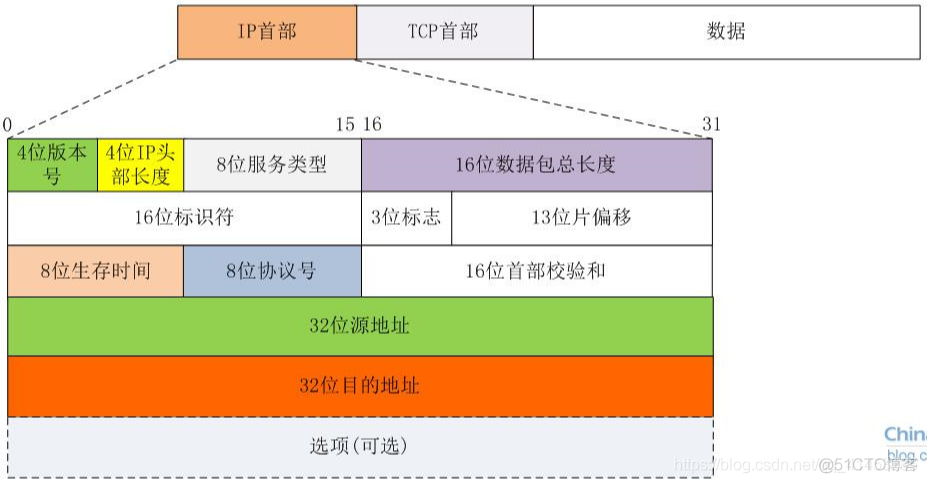 IP首部 TCP首部 数据
0 15 16 31
4位版本号 4位IP头部长度 8位服务类型 16位数据包总长度
16位标识符 3位标志 13位片偏移
8位生存时间 8位协议号 16位首部校验和
32位源地址
32位目的地址
选项(可选)
Chin
blog.c
https://blog.csdn.net/
@51CTO博客